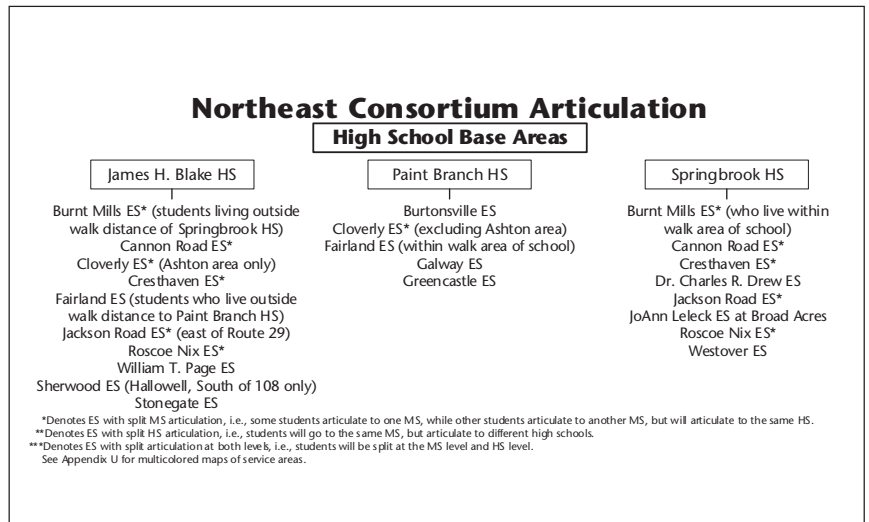 Northeast Consortium Articulation
High School Base Areas
James H. Blake HS
Burnt Mills ES* (students living outside
walk distance of Springbrook HS)
Cannon Road ES*
Cloverly ES* (Ashton area only)
Cresthaven ES*
Fairland ES (students who live outside
walk distance to Paint Branch HS)
Jackson Road ES* (east of Route 29)
Roscoe Nix ES*
William T. Page ES
Sherwood ES (Hallowell, South of 108 only)
Stonegate ES
Paint Branch HS
Burtonsville ES
Cloverly ES* (excluding Ashton area)
Fairland ES (within walk area of school)
Galway ES
Greencastle ES
Springbrook HS
Burnt Mills ES* (who live within
walk area of school)
Cannon Road ES*
Cresthaven ES*
Dr. Charles R. Drew ES
Jackson Road ES*
JoAnn Leleck ES at Broad Acres
Roscoe Nix ES*
Westover ES
*Denotes ES with split MS articulation, i.e., some students articulate to one MS, while other students articulate to another MS, but will articulate to the same HS.
**Denotes ES with split HS articulation, i.e., students will go to the same MS, but articulate to different high schools.
***Denotes ES with split articulation at both levels, i.e., students will be split at the MS level and HS level.
See Appendix U for multicolored maps of service areas.